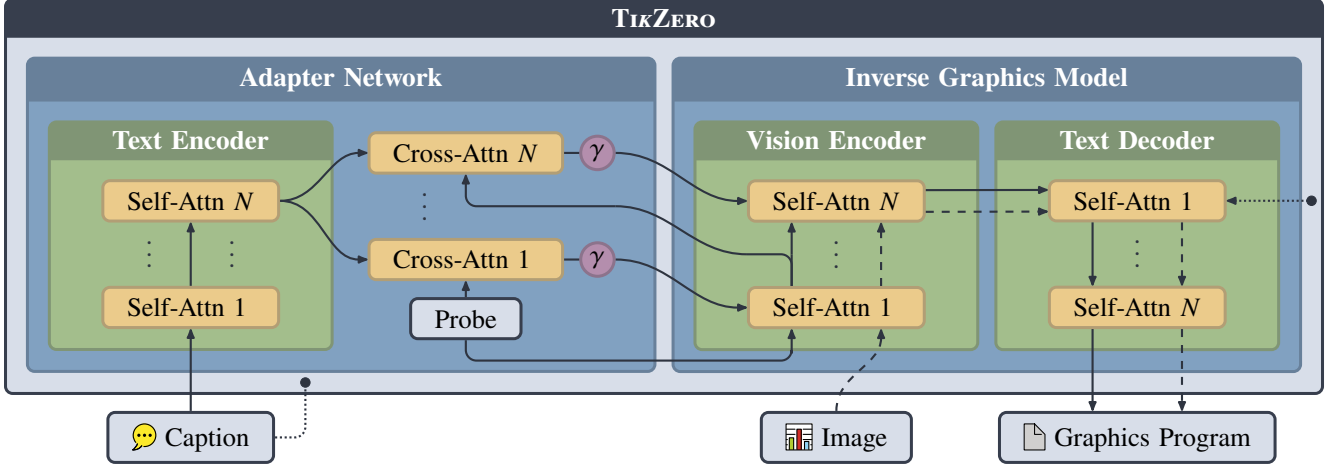 TIKZERO
Adapter Network
Text Encoder
Self-Attn N
Self-Attn 1
Cross-Attn N
γ
Cross-Attn 1
γ
Probe
Inverse Graphics Model
Vision Encoder
Self-Attn N
Self-Attn 1
Text Decoder
Self-Attn 1
Self-Attn N
Caption
Image
Graphics Program